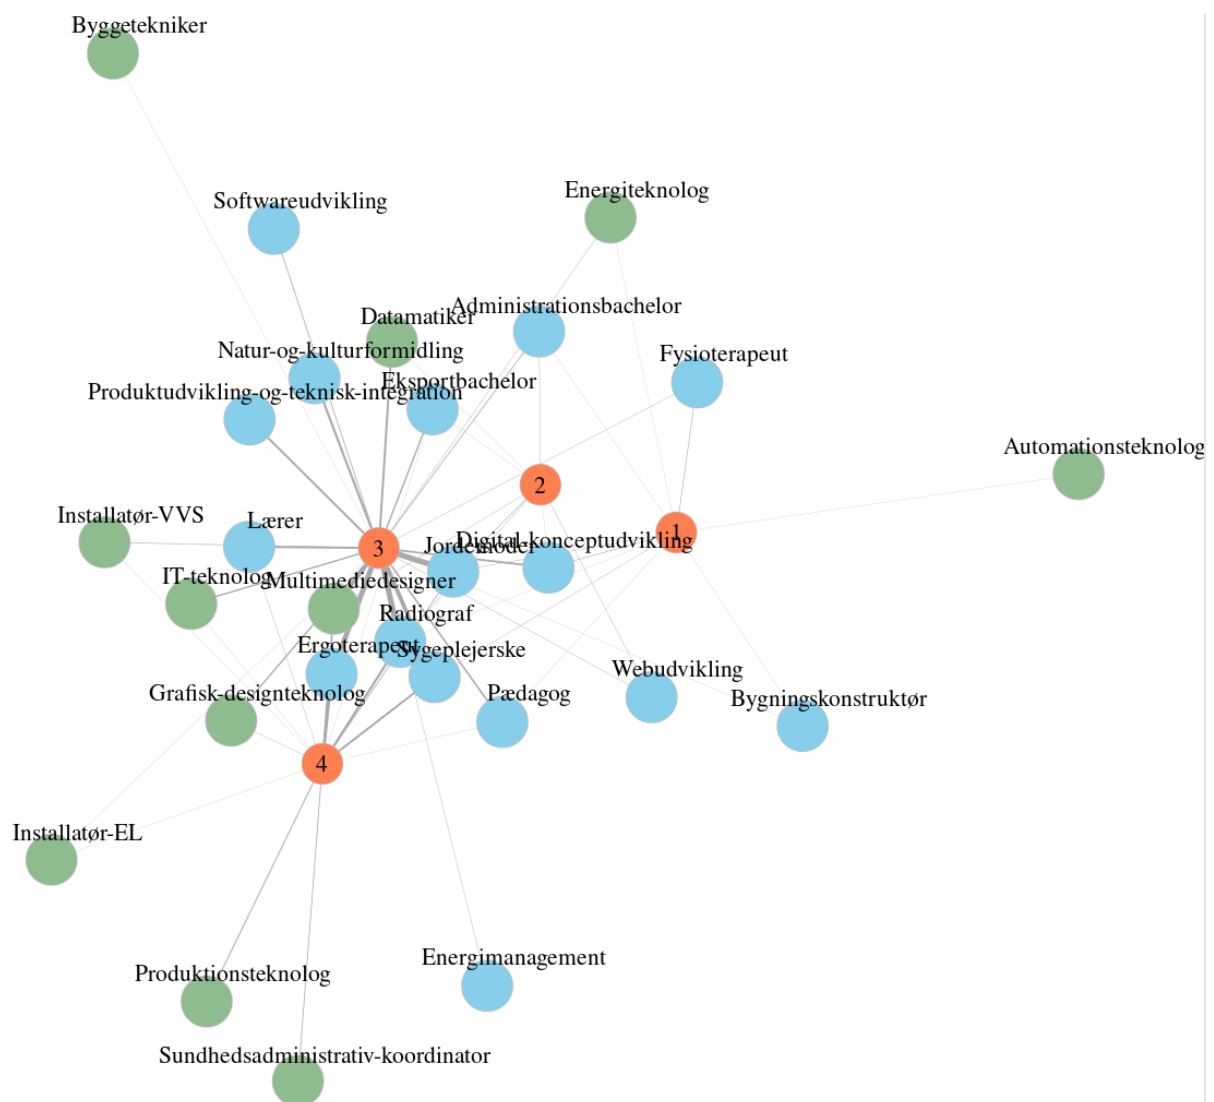 Byggetekniker
Energiteknolog
Softwareudvikling
Administrationsbachelor
Datamatiker
Natur-og-kulturformidling
Fysioterapeut
Eksportbachelor
Produktudvikling-og-teknisk-integration
Automationsteknolog
2
Installatør-VVS
Lærer
1
3
Jordemoder
Digital-konceptudvikling
IT-teknolog
Multimediedesigner
Radiograf
Ergoterapeut
Sygeplejerske
Webudvikling
Grafisk-designteknolog
Pædagog
Bygningskonstruktør
4
Installatør-EL
Energimanagement
Produktionsteknolog
Sundhedsadministrativ-koordinator